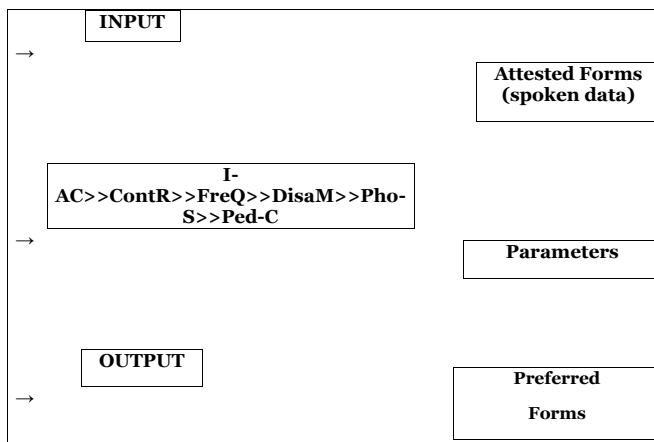 INPUT
→
Attested Forms
(spoken data)
I-
AC>>ContR>>FreQ>>DisaM>>Pho-
S>>Ped-C
→
Parameters
OUTPUT
→
Preferred
Forms